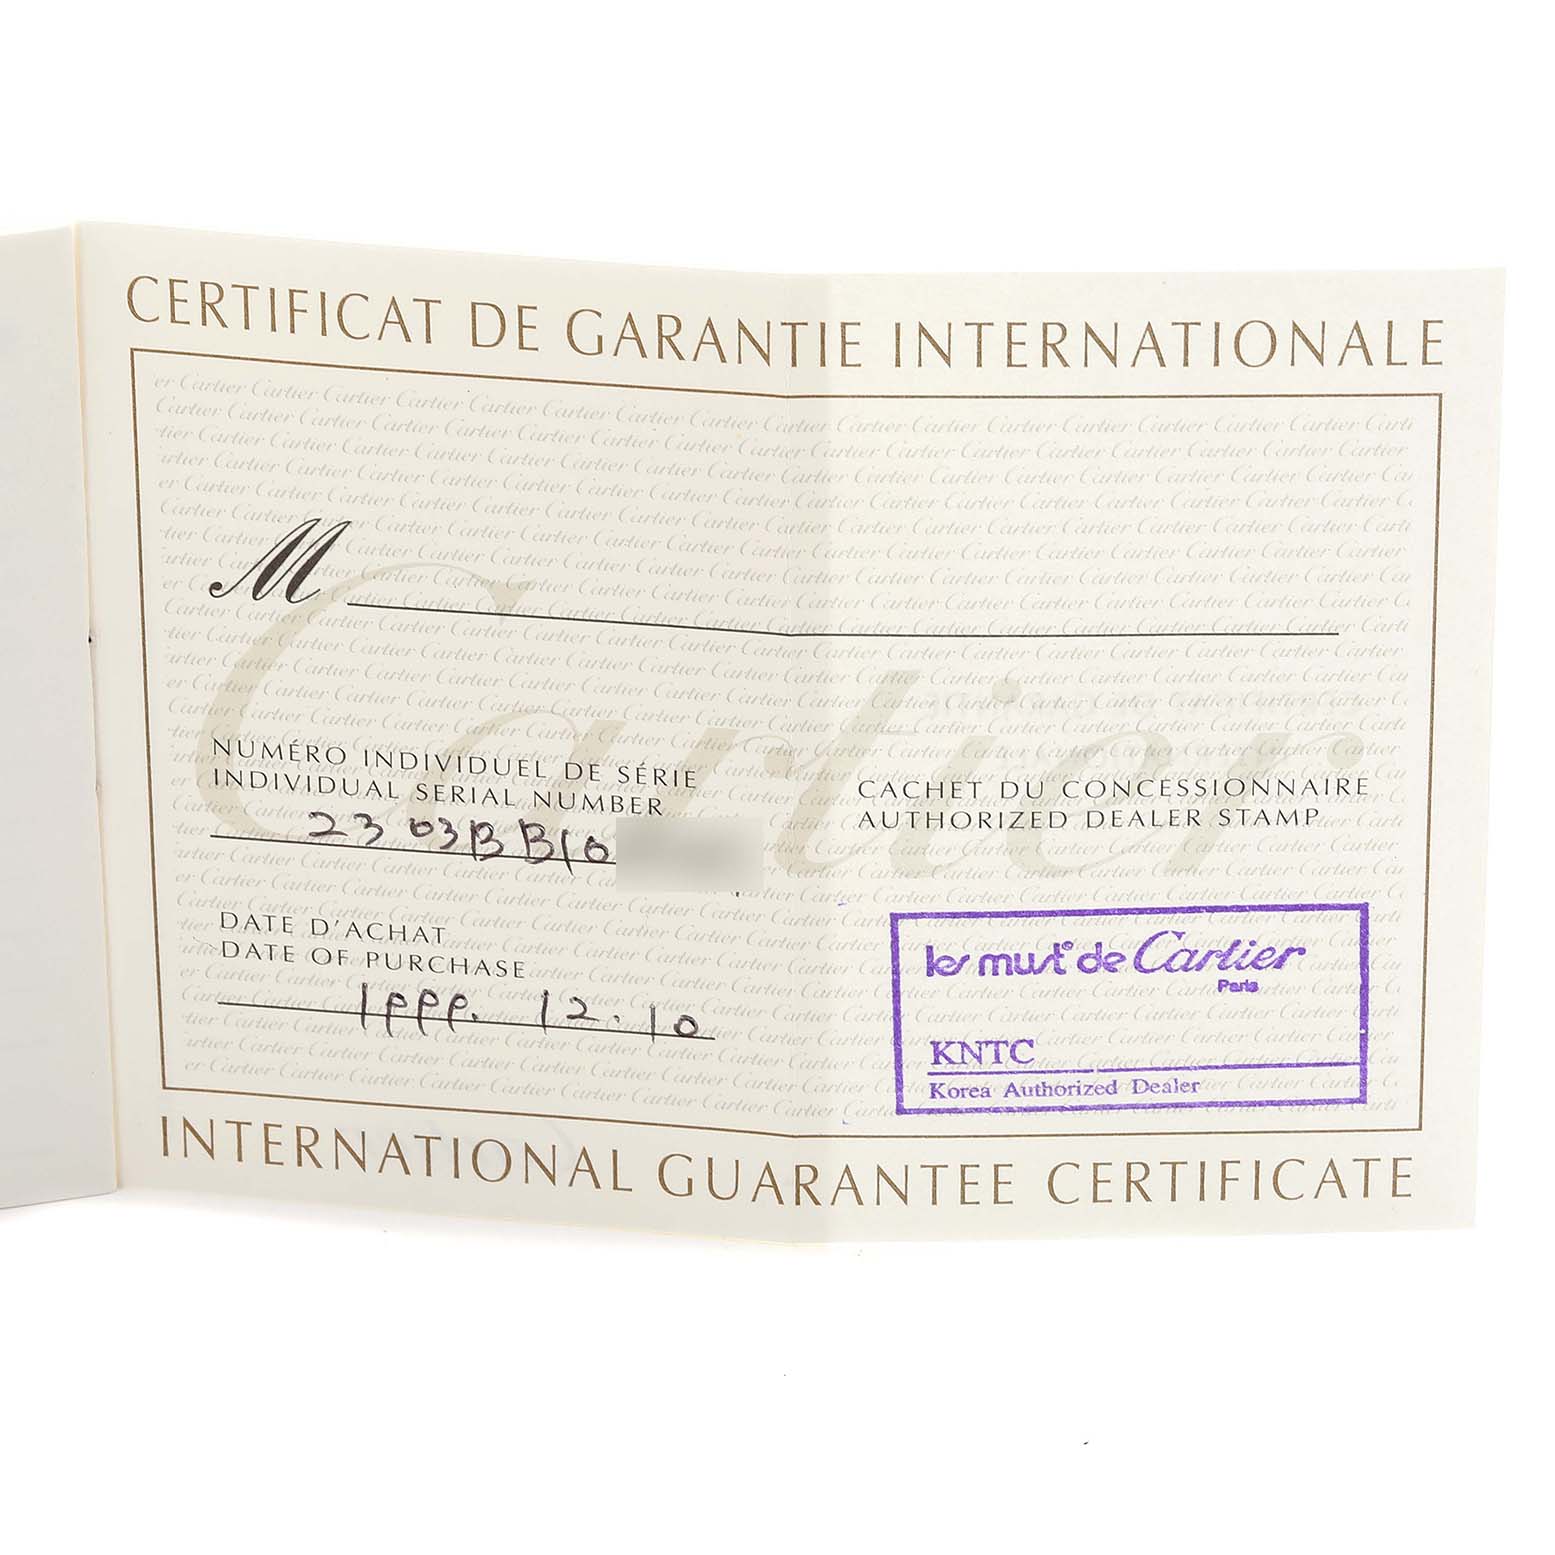 CERTIFICAT DE GARANTIE INTERNATIONALE
M
Cartier
NUMÉRO INDIVIDUEL DE SÉRIE
INDIVIDUAL SERIAL NUMBER
2303BB10
DATE D'ACHAT
DATE OF PURCHASE
1999. 12. 10
CACHET DU CONCESSIONNAIRE
AUTHORIZED DEALER STAMP
les must de Cartier
Paris
KNTC
Korea Authorized Dealer
INTERNATIONAL GUARANTEE CERTIFICATE